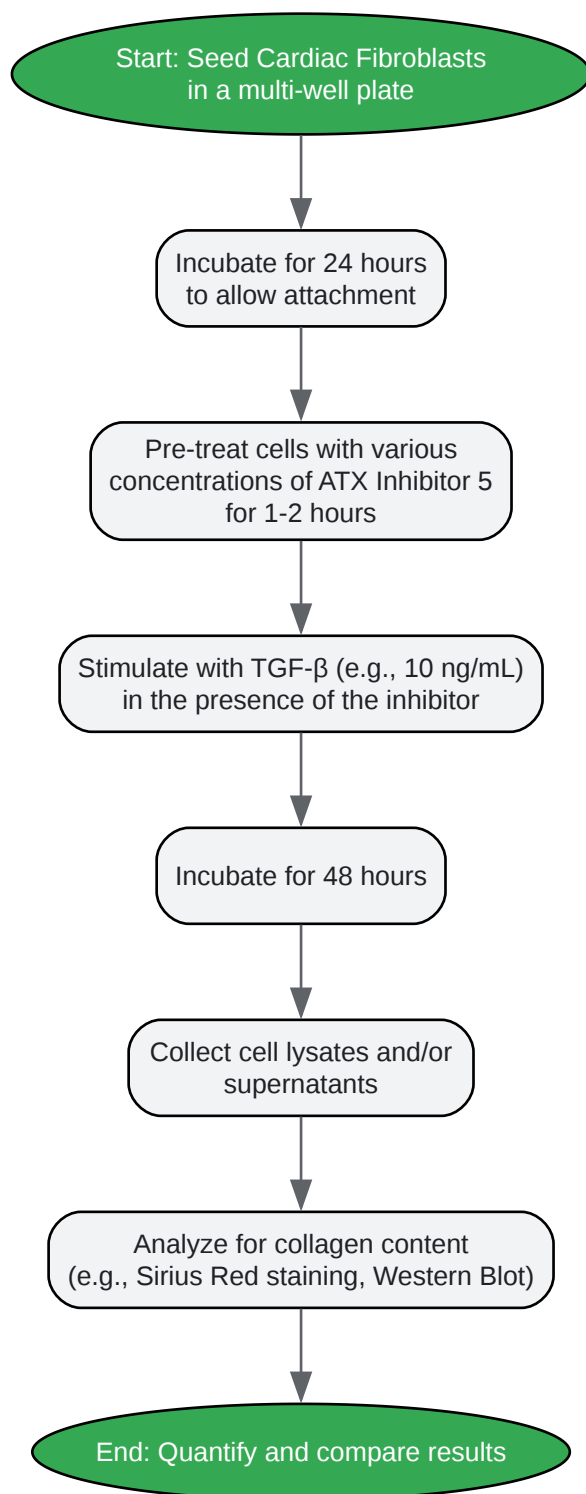 Start: Seed Cardiac Fibroblasts
in a multi-well plate
Incubate for 24 hours
to allow attachment
Pre-treat cells with various
concentrations of ATX Inhibitor 5
for 1-2 hours
Stimulate with TGF-β (e.g., 10 ng/mL)
in the presence of the inhibitor
Incubate for 48 hours
Collect cell lysates and/or
supernatants
Analyze for collagen content
(e.g., Sirius Red staining, Western Blot)
End: Quantify and compare results